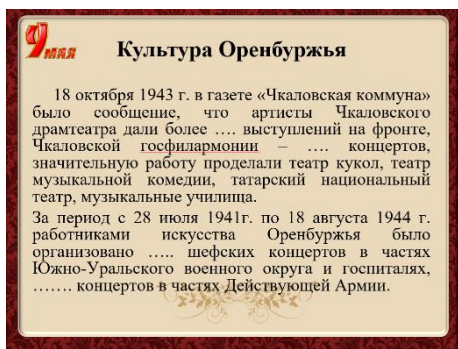 9 мая
Культура Оренбуржья
18 октября 1943 г. в газете «Чкаловская коммуна»
было сообщение, что артисты Чкаловского
драмтеатра дали более …. выступлений на фронте,
Чкаловской госфилармонии – …. концертов,
значительную работу проделали театр кукол, театр
музыкальной комедии, татарский национальный
театр, музыкальные училища.
За период с 28 июля 1941г. по 18 августа 1944 г.
работниками искусства Оренбуржья было
организовано ….. шефских концертов в частях
Южно-Уральского военного округа и госпиталях,
……. концертов в частях Действующей Армии.